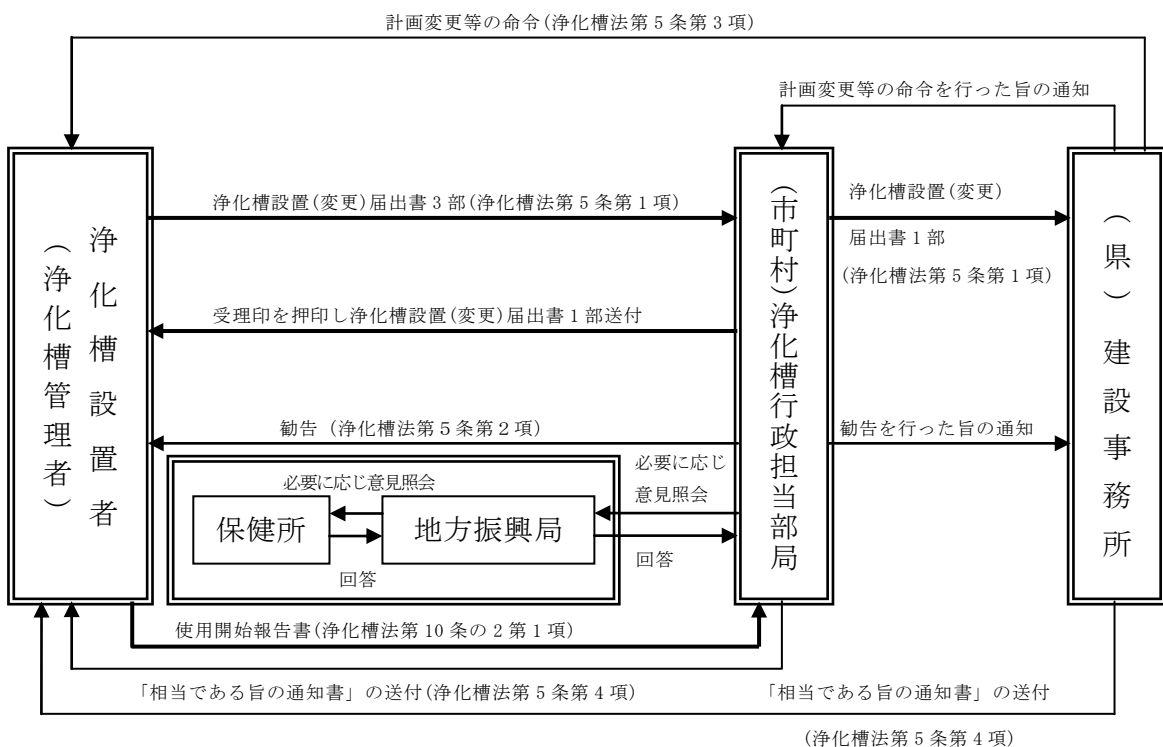 計画変更等の命令(浄化槽法第5条第3項)
計画変更等の命令を行った旨の通知
浄化槽設置者
(浄化槽管理者)
浄化槽設置(変更)届出書3部(浄化槽法第5条第1項)
(市町村)浄化槽行政担当部局
浄化槽設置(変更)
届出書1部
(浄化槽法第5条第1項)
(県)建設事務所
受理印を押印し浄化槽設置(変更)届出書1部送付
勧告(浄化槽法第5条第2項)
勧告を行った旨の通知
必要に応じ意見照会
必要に応じ
意見照会
保健所
地方振興局
回答
回答
使用開始報告書(浄化槽法第10条の2第1項)
「相当である旨の通知書」の送付(浄化槽法第5条第4項)
「相当である旨の通知書」の送付
(浄化槽法第5条第4項)